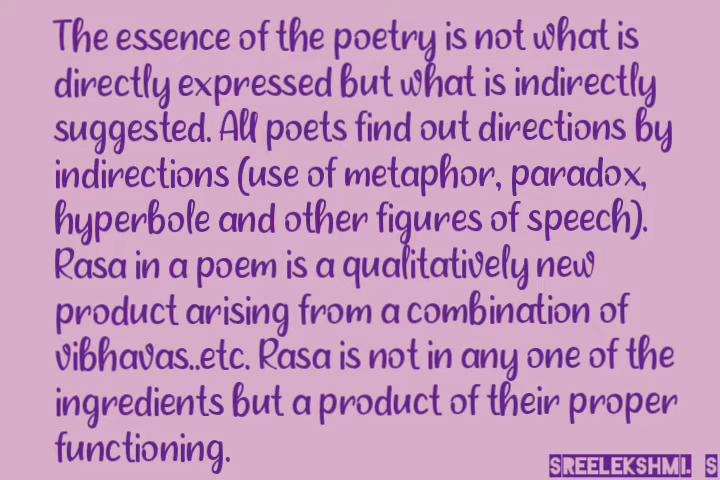 The essence of the poetry is not what is
directly expressed but what is indirectly
suggested. All poets find out directions by
indirections (use of metaphor, paradox,
hyperbole and other figures of speech).
Rasa in a poem is a qualitatively new
product arising from a combination of
vibhavas..etc. Rasa is not in any one of the
ingredients but a product of their proper
functioning.
SREELEKSHMI. S